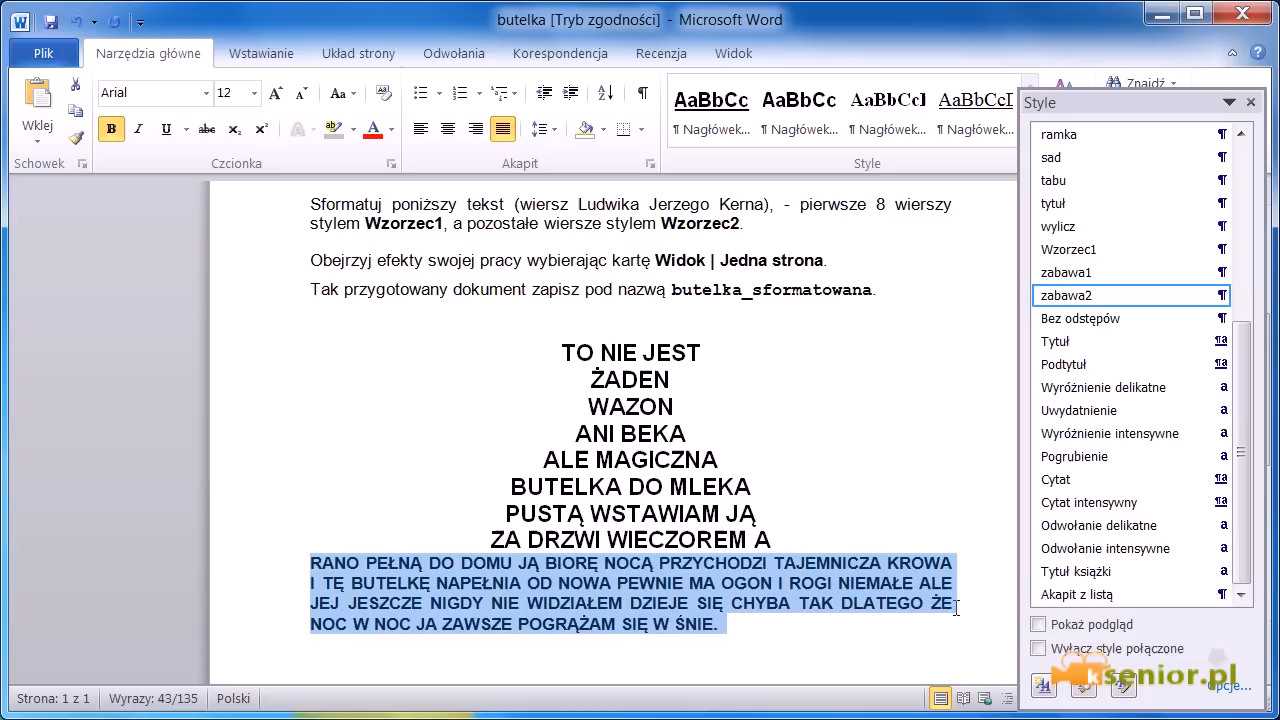 butelka [Tryb zgodności] - Microsoft Word
Plik
Narzędzia główne
Wstawianie
Układ strony
Odwołania
Korespondencja
Recenzja
Widok
Wklej
Schowek
Arial
12
Aa
B I U abc x₂ x²
Czcionka
Akapit
AaBbCc AaBbCc AaBbCcI AaBbCcI
¶ Nagłówek... ¶ Nagłówek... ¶ Nagłówek... ¶ Nagłówek...
Style
Znajdź
Sformatuj poniższy tekst (wiersz Ludwika Jerzego Kerna), - pierwsze 8 wierszy
stylem Wzorzec1, a pozostałe wiersze stylem Wzorzec2.
Obejrzyj efekty swojej pracy wybierając kartę Widok | Jedna strona.
Tak przygotowany dokument zapisz pod nazwą butelka_sformatowana.
TO NIE JEST
ŻADEN
WAZON
ANI BEKA
ALE MAGICZNA
BUTELKA DO MLEKA
PUSTĄ WSTAWIAM JĄ
ZA DRZWI WIECZOREM A
RANO PEŁNĄ DO DOMU JĄ BIORĘ NOCĄ PRZYCHODZI TAJEMNICZA KROWA
I TĘ BUTELKĘ NAPEŁNIA OD NOWA PEWNIE MA OGON I ROGI NIEMAŁE ALE
JEJ JESZCZE NIGDY NIE WIDZIAŁEM DZIEJE SIĘ CHYBA TAK DLATEGO ŻE
NOC W NOC JA ZAWSZE POGRĄŻAM SIĘ W ŚNIE.
Style
ramka ¶
sad ¶
tabu ¶
tytuł ¶
wylicz ¶
Wzorzec1 ¶
zabawa1 ¶
zabawa2 ¶
Bez odstępów ¶
Tytuł ¶a
Podtytuł ¶a
Wyróżnienie delikatne a
Uwydatnienie a
Wyróżnienie intensywne a
Pogrubienie a
Cytat ¶a
Cytat intensywny ¶a
Odwołanie delikatne a
Odwołanie intensywne a
Tytuł książki a
Akapit z listą ¶
Pokaż podgląd
Wyłącz style połączone
Opcje...
ksenior.pl
Strona: 1 z 1
Wyrazy: 43/135
Polski